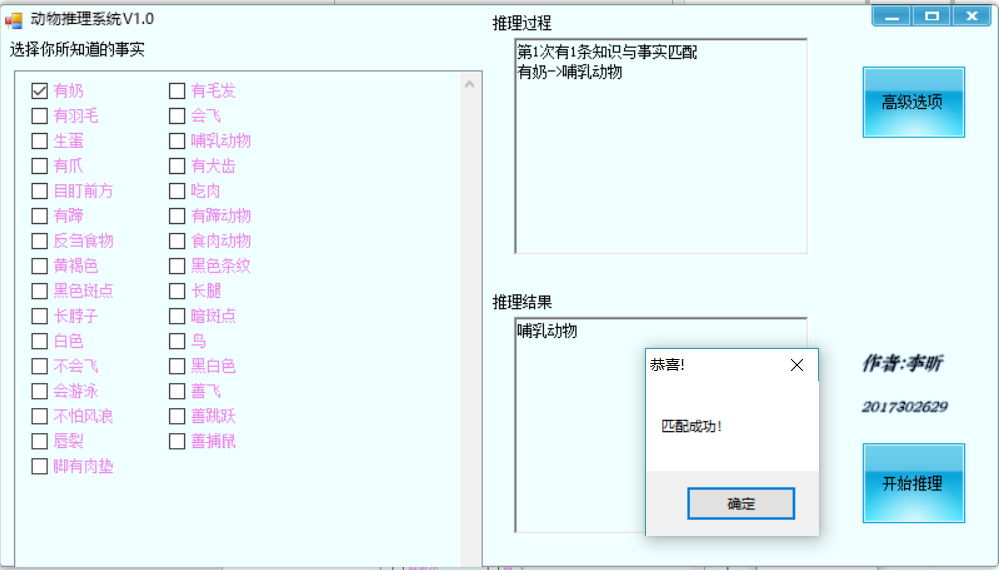 动物推理系统V1.0
选择你所知道的事实
有奶 有毛发
有羽毛 会飞
生蛋 哺乳动物
有爪 有犬齿
目盯前方 吃肉
有蹄 有蹄动物
反刍食物 食肉动物
黄褐色 黑色条纹
黑色斑点 长腿
长脖子 暗斑点
白色 鸟
不会飞 黑白色
会游泳 善飞
不怕风浪 善跳跃
唇裂 善捕鼠
脚有肉垫
推理过程
第1次有1条知识与事实匹配
有奶->哺乳动物
推理结果
哺乳动物
恭喜!
匹配成功!
确定
高级选项
作者:李昕
2017302629
开始推理